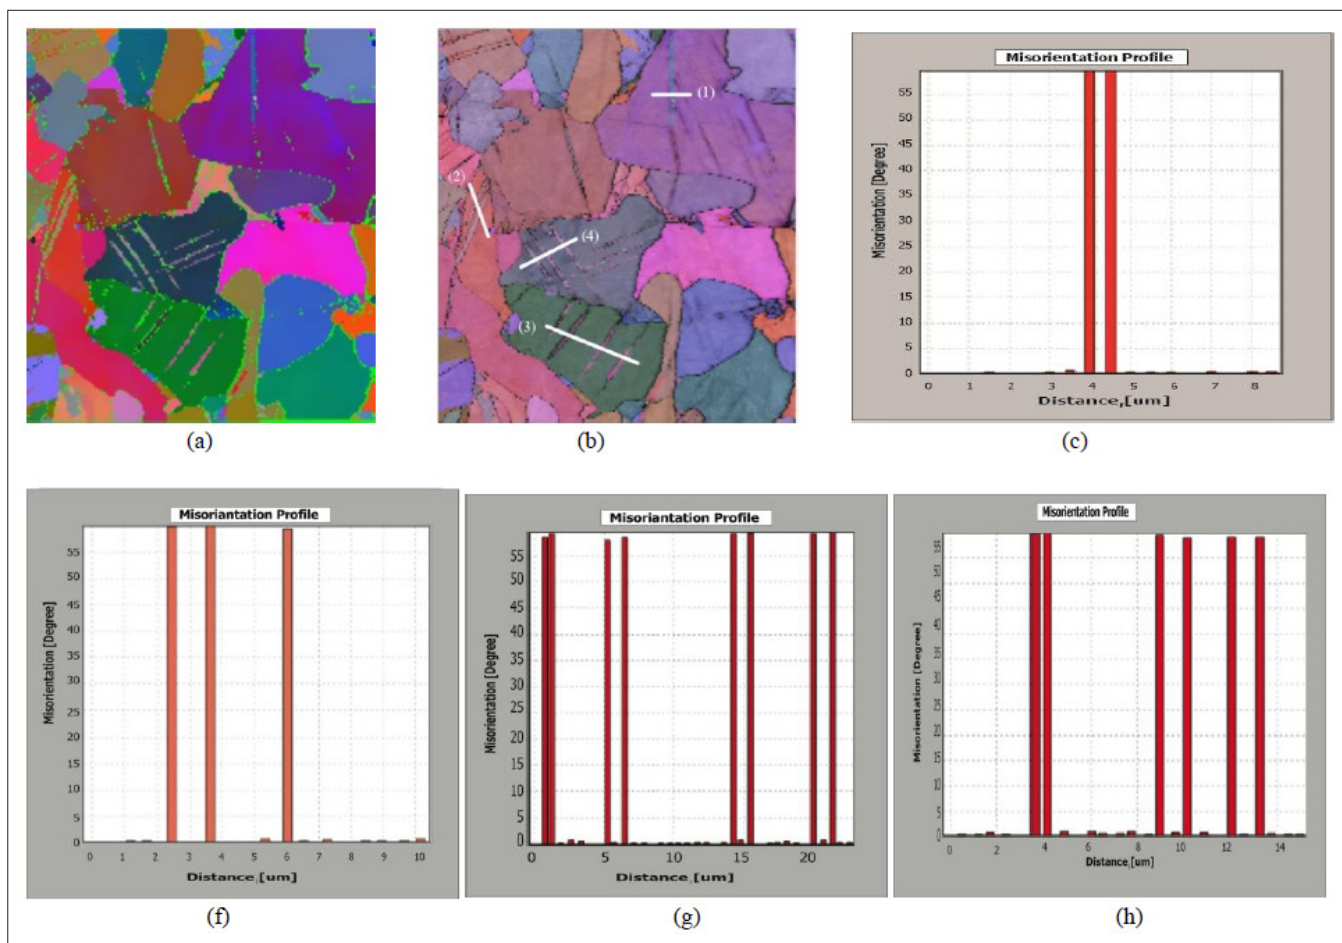 (1)
(2)
(4)
(3)
(a)
(b)
Misorientation Profile
Misorientation [Degree]
55
50
45
40
35
30
25
20
15
10
5
0
0 1 2 3 4 5 6 7 8
Distance,[um]
(c)
Misoriantation Profile
Misorientation [Degree]
55
50
45
40
35
30
25
20
15
10
5
0
0 1 2 3 4 5 6 7 8 9 10
Distance,[um]
(f)
Misoriantation Profile
Misorientation [Degree]
55
50
40
35
30
25
20
15
10
5
0
0 5 10 15 20
Distance,[um]
(g)
Misorientation Profile
Misorientation [Degree]
0 2 4 6 8 10 12 14
Distance,[um]
(h)